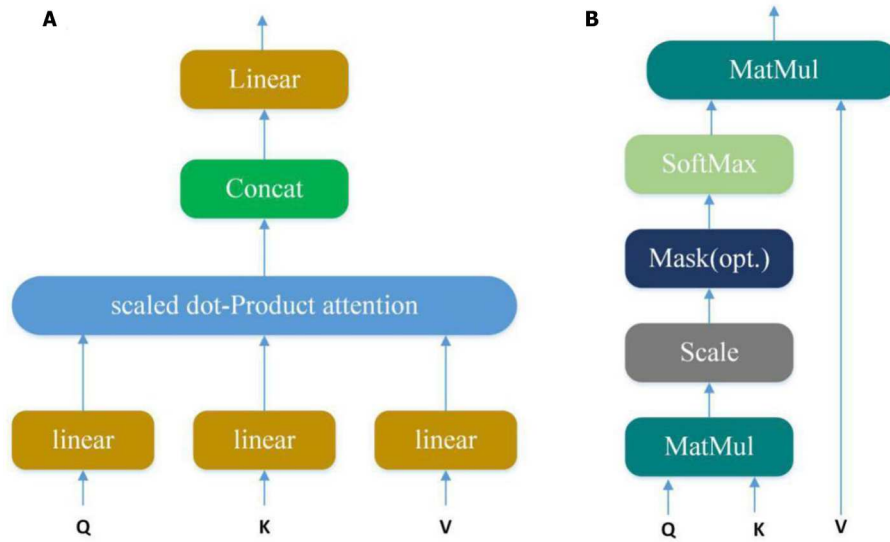 A
Linear
Concat
scaled dot-Product attention
linear linear linear
Q K V
B
MatMul
SoftMax
Mask(opt.)
Scale
MatMul
Q K V